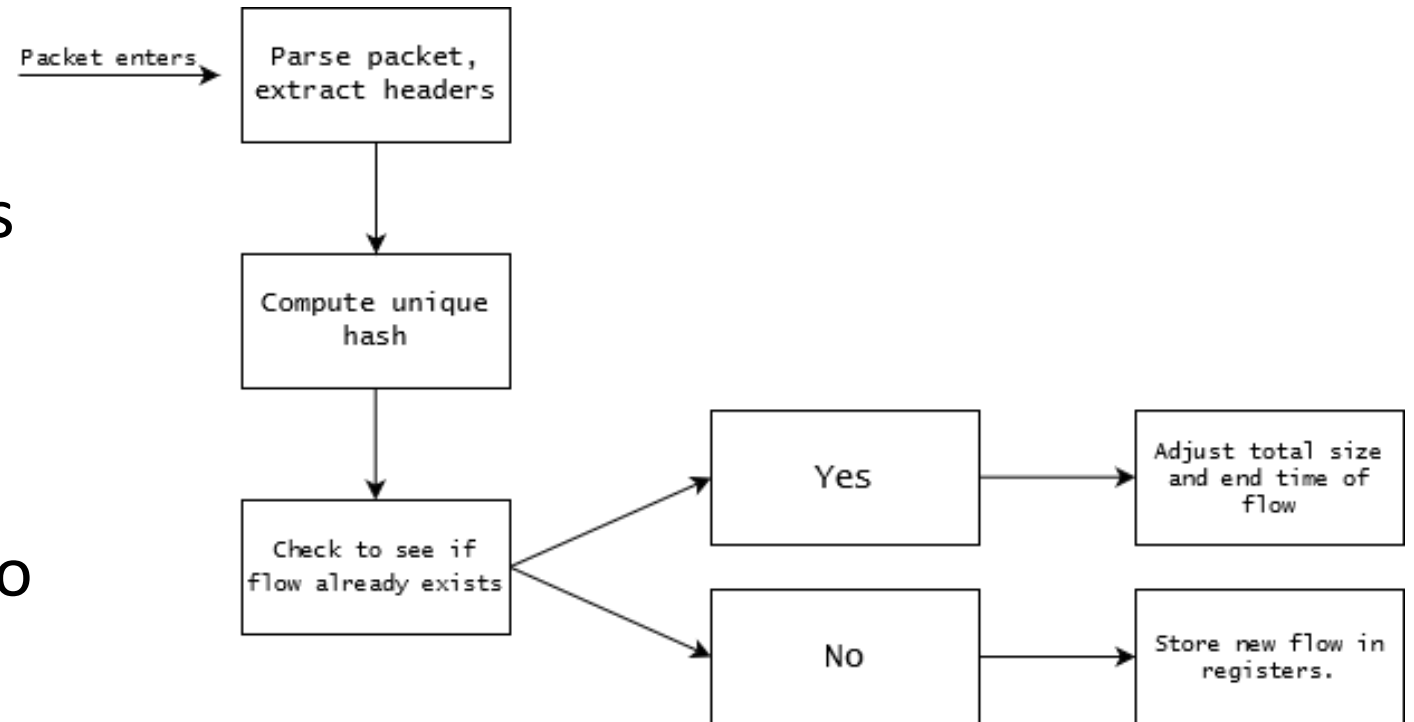 Packet enters
Parse packet,
extract headers
s
Compute unique
hash
Check to see if
flow already exists
o
Yes
Adjust total size
and end time of
flow
No
Store new flow in
registers.